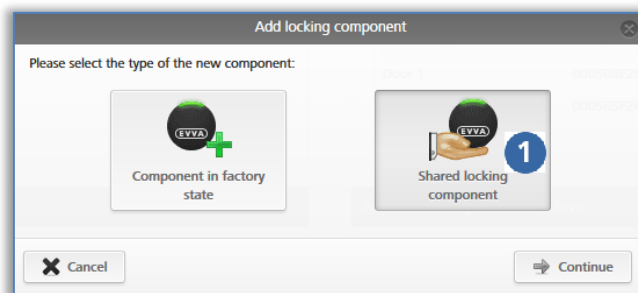 Add locking component
Please select the type of the new component:
EVVA
Component in factory
state
EVVA
1
Shared locking
component
Cancel
Continue